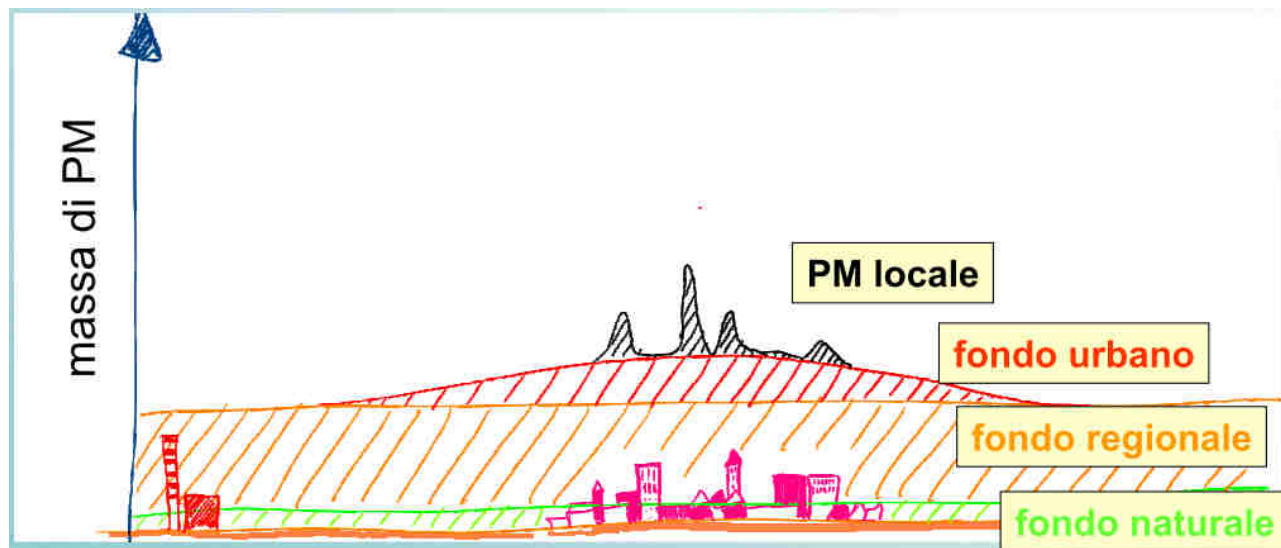 massa di PM
PM locale
fondo urbano
fondo regionale
fondo naturale